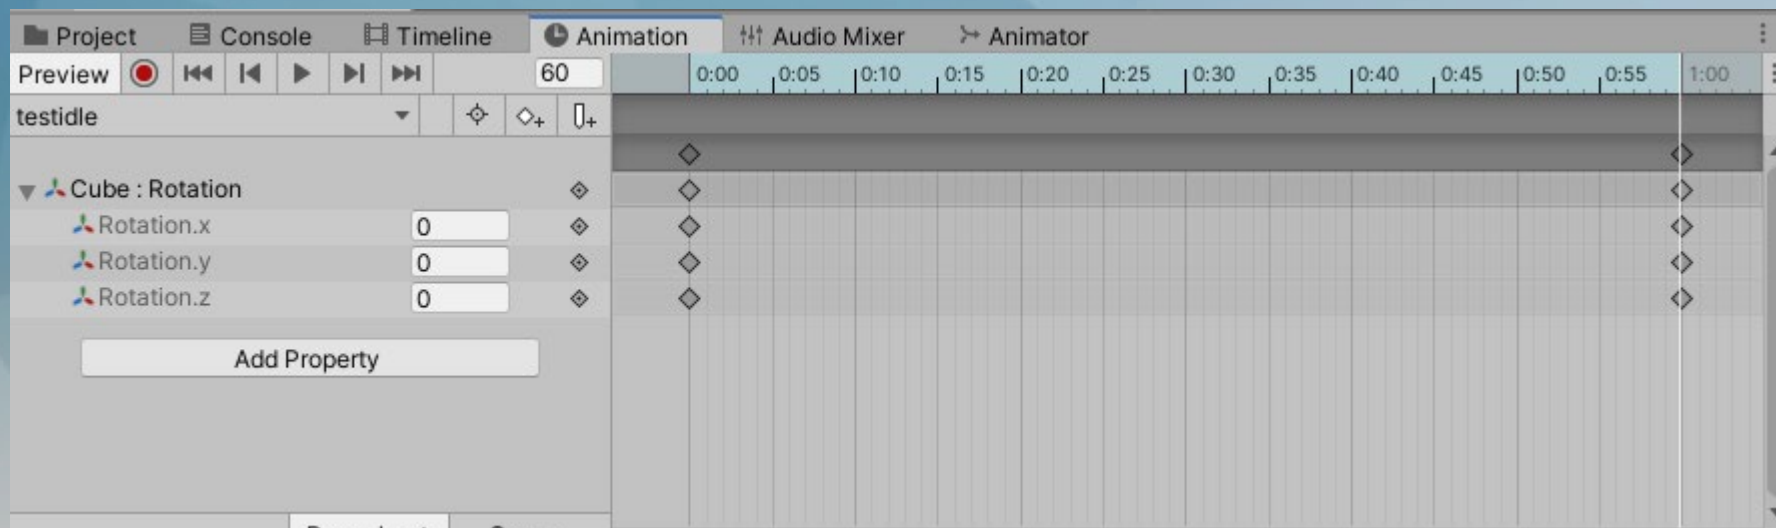 Project Console Timeline Animation Audio Mixer Animator
Preview 60 0:00 0:05 0:10 0:15 0:20 0:25 0:30 0:35 0:40 0:45 0:50 0:55 1:00
testidle
Cube : Rotation
Rotation.x 0
Rotation.y 0
Rotation.z 0
Add Property